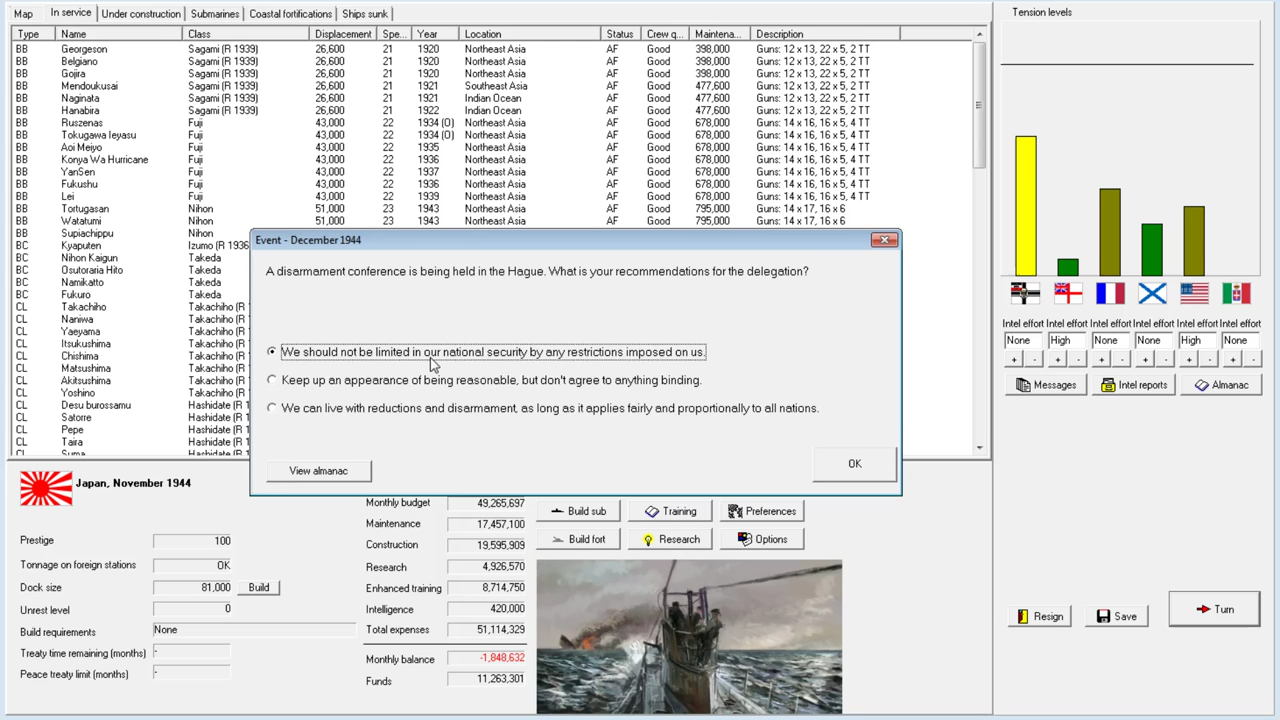 Map In service Under construction Submarines Coastal fortifications Ships sunk
Type Name Class Displacement Spe... Year Location Status Crew q... Maintena... Description
BB Georgeson Sagami (R 1939) 26,600 21 1920 Northeast Asia AF Good 398,000 Guns: 12 x 13, 22 x 5, 2 TT
BB Belgiano Sagami (R 1939) 26,600 21 1920 Northeast Asia AF Good 398,000 Guns: 12 x 13, 22 x 5, 2 TT
BB Gojira Sagami (R 1939) 26,600 21 1920 Northeast Asia AF Good 398,000 Guns: 12 x 13, 22 x 5, 2 TT
BB Mendoukusai Sagami (R 1939) 26,600 21 1921 Southeast Asia AF Good 477,600 Guns: 12 x 13, 22 x 5, 2 TT
BB Naginata Sagami (R 1939) 26,600 21 1921 Indian Ocean AF Good 477,600 Guns: 12 x 13, 22 x 5, 2 TT
BB Hanabira Sagami (R 1939) 26,600 21 1922 Indian Ocean AF Good 477,600 Guns: 12 x 13, 22 x 5, 2 TT
BB Ruszenas Fuji 43,000 22 1934 (O) Northeast Asia AF Good 678,000 Guns: 14 x 16, 16 x 5, 4 TT
BB Tokugawa Ieyasu Fuji 43,000 22 1934 (O) Northeast Asia AF Good 678,000 Guns: 14 x 16, 16 x 5, 4 TT
BB Aoi Meiyo Fuji 43,000 22 1935 Northeast Asia AF Good 678,000 Guns: 14 x 16, 16 x 5, 4 TT
BB Konya Wa Hurricane Fuji 43,000 22 1936 Northeast Asia AF Good 678,000 Guns: 14 x 16, 16 x 5, 4 TT
BB YanSen Fuji 43,000 22 1937 Northeast Asia AF Good 678,000 Guns: 14 x 16, 16 x 5, 4 TT
BB Fukushu Fuji 43,000 22 1936 Northeast Asia AF Good 678,000 Guns: 14 x 16, 16 x 5, 4 TT
BB Lei Fuji 43,000 22 1939 Northeast Asia AF Good 678,000 Guns: 14 x 16, 16 x 5, 4 TT
BB Tortugasan Nihon 51,000 23 1943 Northeast Asia AF Good 795,000 Guns: 14 x 17, 16 x 6
BB Watatumi Nihon 51,000 23 1943 Northeast Asia AF Good 795,000 Guns: 14 x 17, 16 x 6
BB Supiachippu Nihon
BC Kyaputen Izumo (R 1936
BC Nihon Kaigun Takeda
BC Osutoraria Hito Takeda
BC Namikatto Takeda
BC Fukuro Takeda
CL Takachiho Takachiho (R
CL Naniwa Takachiho (R
CL Yaeyama Takachiho (R
CL Itsukushima Takachiho (R
CL Chishima Takachiho (R
CL Matsushima Takachiho (R
CL Akitsushima Takachiho (R
CL Yoshino Takachiho (R
CL Desu burossamu Hashidate (R
CL Satorre Hashidate (R
CL Pepe Hashidate (R
CL Taira Hashidate (R
CL Suma Hashidate (R
Event - December 1944
A disarmament conference is being held in the Hague. What is your recommendations for the delegation?
We should not be limited in our national security by any restrictions imposed on us.
Keep up an appearance of being reasonable, but don't agree to anything binding.
We can live with reductions and disarmament, as long as it applies fairly and proportionally to all nations.
View almanac OK
Tension levels
Intel effort Intel effort Intel effort Intel effort Intel effort Intel effort
None High None None High None
+ - + - + - + - + - + -
Messages Intel reports Almanac
Japan, November 1944
Prestige 100
Tonnage on foreign stations OK
Dock size 81,000 Build
Unrest level 0
Build requirements None
Treaty time remaining (months) -
Peace treaty limit (months) -
Monthly budget 49,265,697
Maintenance 17,457,100
Construction 19,595,909
Research 4,926,570
Enhanced training 8,714,750
Intelligence 420,000
Total expenses 51,114,329
Monthly balance -1,848,632
Funds 11,263,301
Build sub Training Preferences
Build fort Research Options
Resign Save Turn